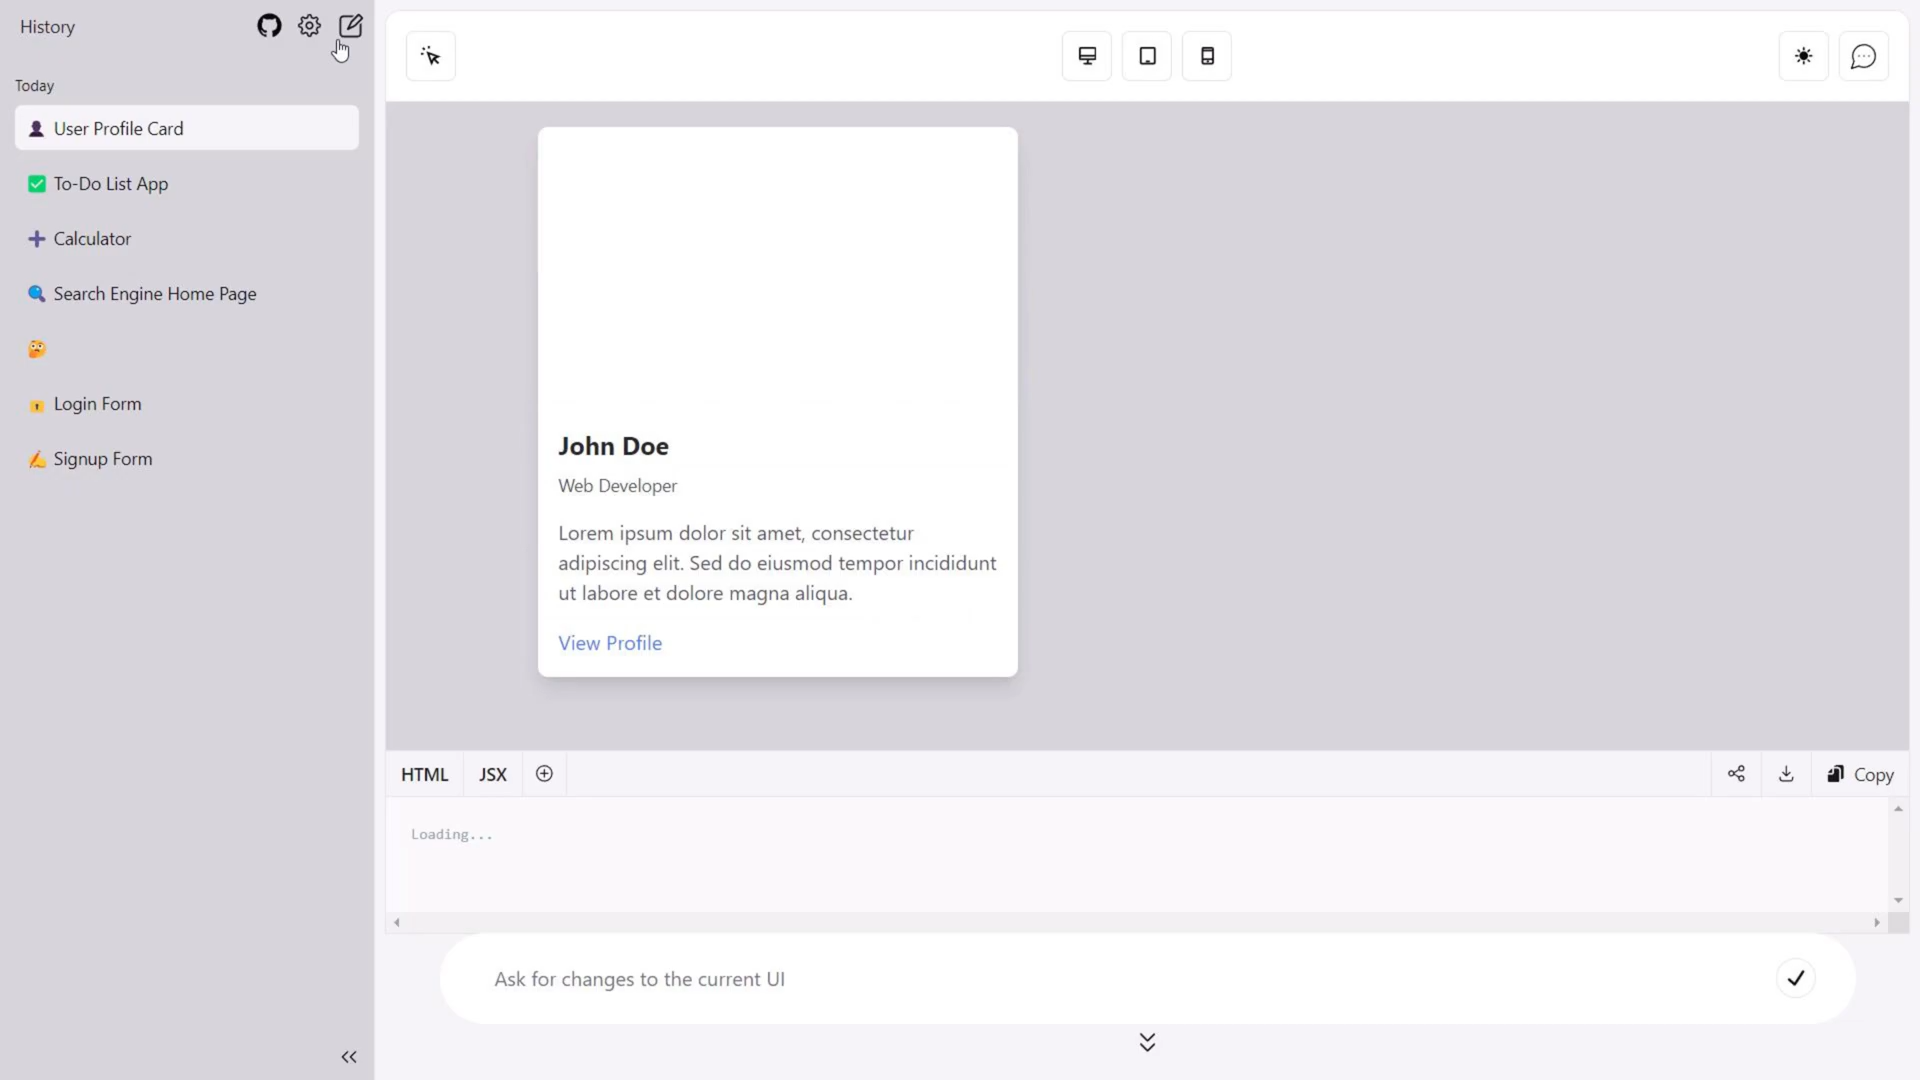 History
Today
User Profile Card
To-Do List App
Calculator
Search Engine Home Page
Login Form
Signup Form
John Doe
Web Developer
Lorem ipsum dolor sit amet, consectetur
adipiscing elit. Sed do eiusmod tempor incididunt
ut labore et dolore magna aliqua.
View Profile
HTML
JSX
Copy
Loading...
Ask for changes to the current UI